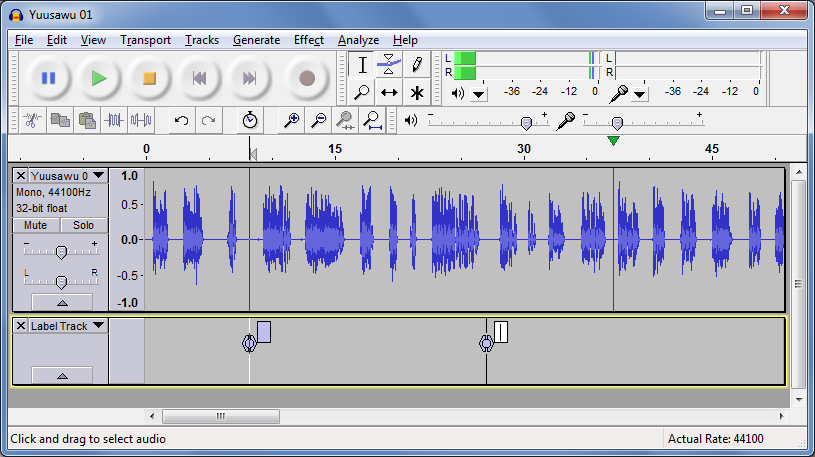 Yuusawu 01
File Edit View Transport Tracks Generate Effect Analyze Help
L
R
-36 -24 -12 0
L
R
-36 -24 -12 0
0 15 30 45
Yuusawu 0
Mono, 44100Hz
32-bit float
Mute Solo
- +
L R
1.0
0.5
0.0
-0.5
-1.0
Label Track
Click and drag to select audio
Actual Rate: 44100